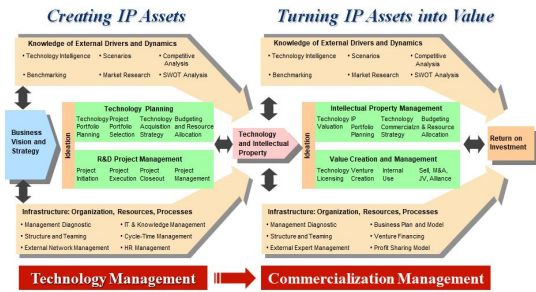 Creating IP Assets
Turning IP Assets into Value
Knowledge of External Drivers and Dynamics
• Technology Intelligence
• Scenarios
• Competitive
Analysis
• Benchmarking
• Market Research
• SWOT Analysis
Business
Vision and
Strategy
Ideation
Technology Planning
Technology
Portfolio
Planning
Project
Portfolio
Selection
Technology
Acquisition
Strategy
Budgeting
and Resource
Allocation
R&D Project Management
Project
Initiation
Project
Execution
Project
Closeout
Project
Management
Infrastructure: Organization, Resources, Processes
• Management Diagnostic
• IT & Knowledge Management
• Structure and Teaming
• Cycle-Time Management
• External Network Management
• HR Management
Technology
and Intellectual
Property
Knowledge of External Drivers and Dynamics
• Technology Intelligence
• Scenarios
• Competitive
Analysis
• Benchmarking
• Market Research
• SWOT Analysis
Ideation
Intellectual Property Management
Technology
Valuation
IP
Portfolio
Planning
Technology
Commercializn
Strategy
Budgeting
& Resource
Allocation
Value Creation and Management
Technology
Licensing
Venture
Creation
Internal
Use
Sell, M&A,
JV, Alliance
Return on
Investment
Infrastructure: Organization, Resources, Processes
• Management Diagnostic
• Business Plan and Model
• Structure and Teaming
• Venture Financing
• External Expert Management
• Profit Sharing Model
Technology Management
Commercialization Management